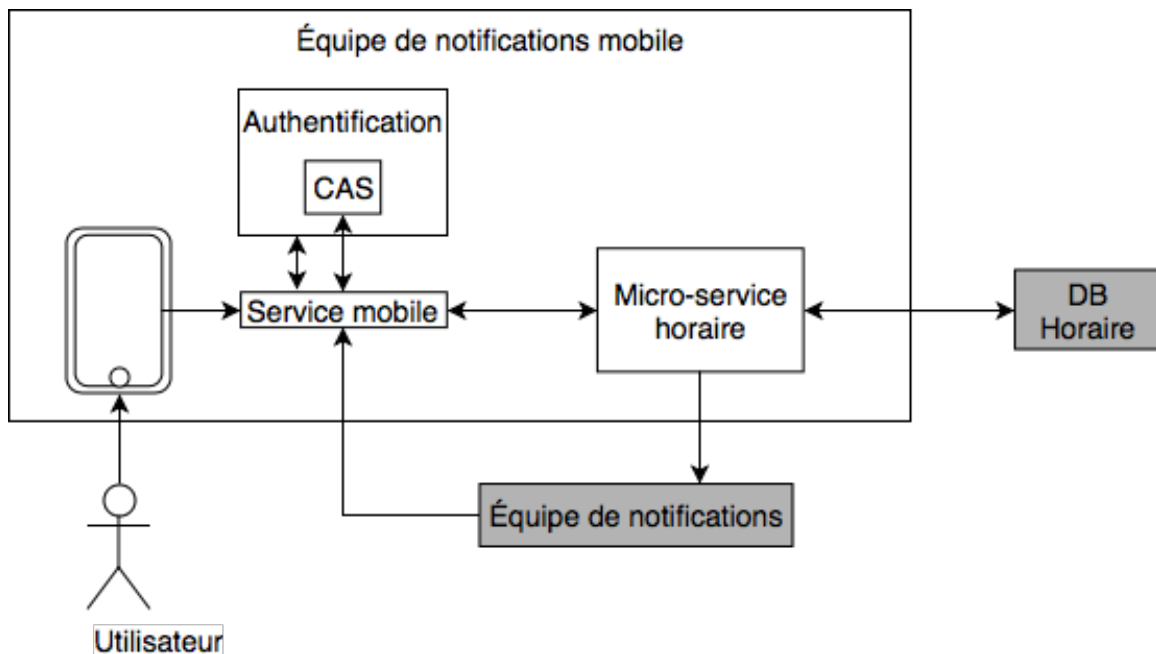 Équipe de notifications mobile
Authentification
CAS
Service mobile
Micro-service
horaire
DB
Horaire
Équipe de notifications
Utilisateur